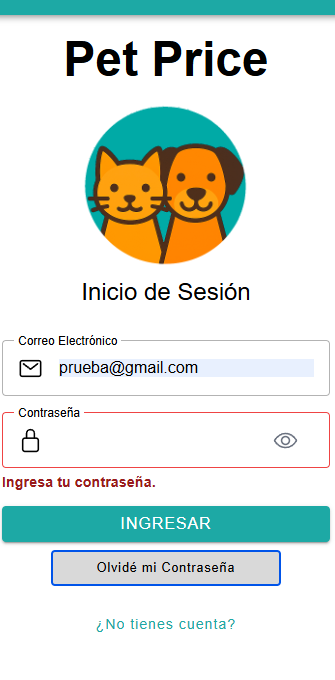 Pet Price
Inicio de Sesión
Correo Electrónico
prueba@gmail.com
Contraseña
Ingresa tu contraseña.
INGRESAR
Olvidé mi Contraseña
¿No tienes cuenta?